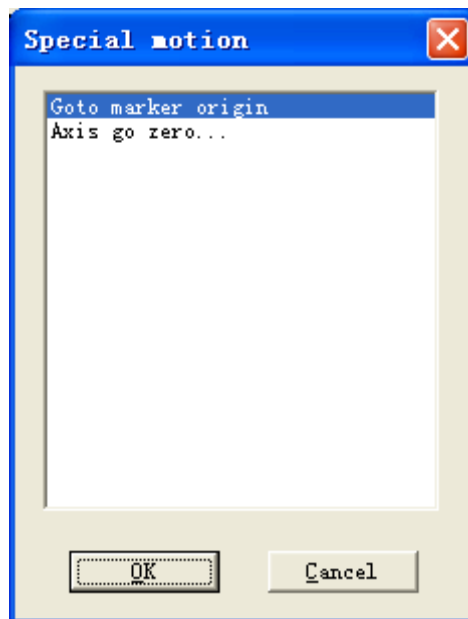 Special motion
Goto marker origin
Axis go zero...
OK
Cancel